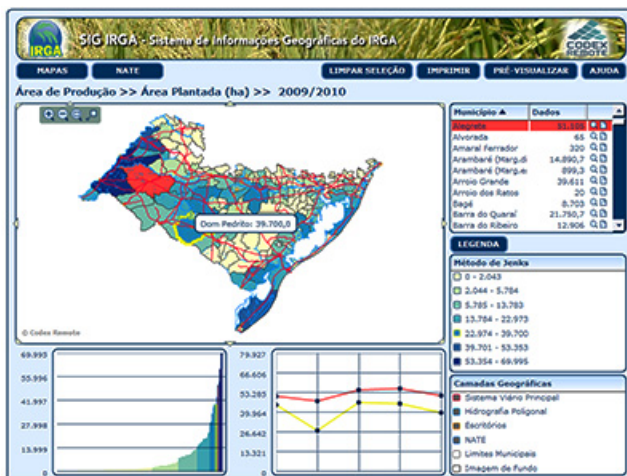 IRGA
SIG IRGA - Sistema de Informações Geográficas do IRGA
CODEX REMOTE
MAPAS
NATE
LIMPAR SELEÇÃO
IMPRIMIR
PRÉ-VISUALIZAR
AJUDA
Área de Produção >> Área Plantada (ha) >> 2009/2010
Município Dados
Alegrete
Alvorada 65
Amaral Ferrador 320
Arambaré (Marg.di 14.890,7
Arambaré (Marg.e 899,3
Arroio Grande 39.611
Arroio dos Ratos 20
Bagé 8.703
Barra do Quaraí 21.750,7
Barra do Ribeiro 12.906
Dom Pedrito: 39.700,0
© Codex Remote
LEGENDA
Método de Jenks
0 - 2.043
2.044 - 5.784
5.785 - 13.783
13.784 - 22.973
22.974 - 39.700
39.701 - 53.353
53.354 - 69.995
Camadas Geográficas
Sistema Viário Principal
Hidrografia Poligonal
Escritórios
NATE
Limites Municipais
Imagem de Fundo
69.995
55.996
41.997
27.998
13.999
0
79.927
66.606
53.285
39.964
26.642
13.321
0